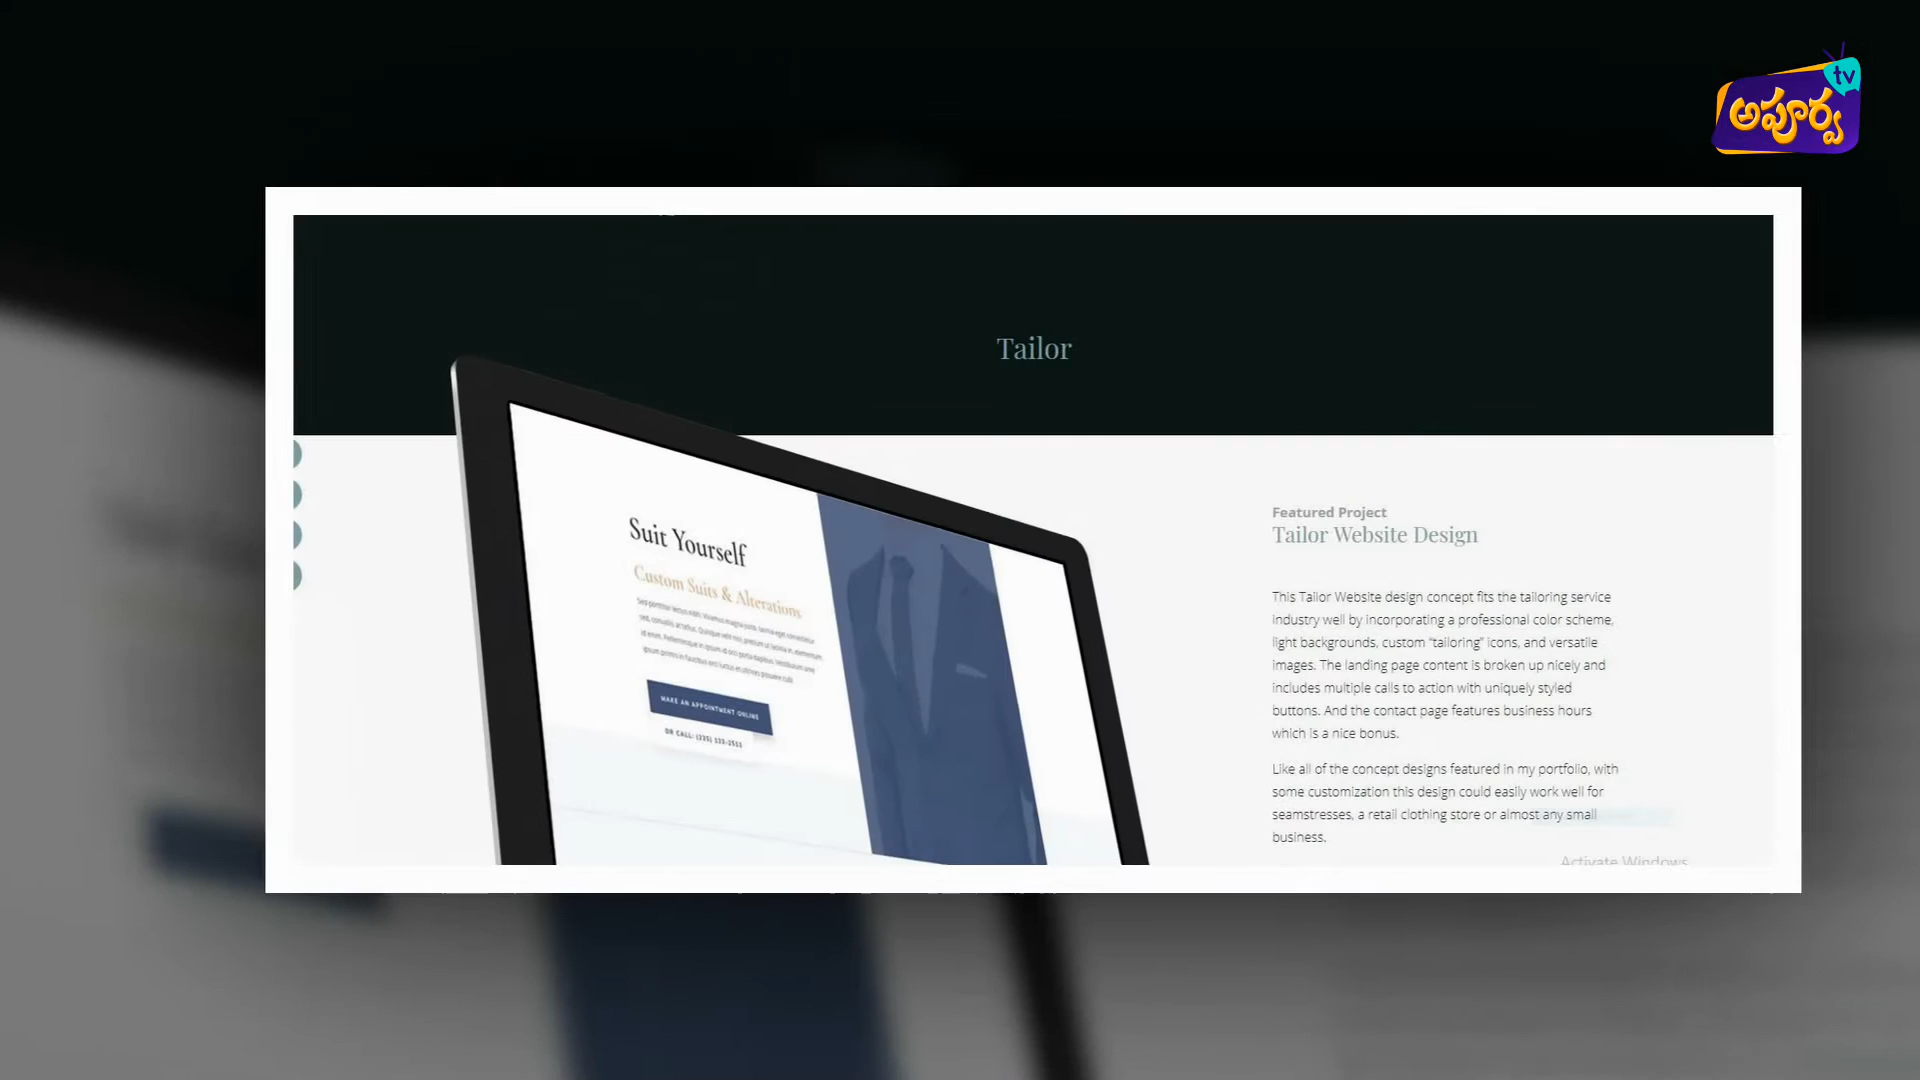 tv
అపూర్వ
Tailor
Suit Yourself
Custom Suits & Alterations
MAKE AN APPOINTMENT ONLINE
Featured Project
Tailor Website Design
This Tailor Website design concept fits the tailoring service
industry well by incorporating a professional color scheme,
light backgrounds, custom “tailoring” icons, and versatile
images. The landing page content is broken up nicely and
includes multiple calls to action with uniquely styled
buttons. And the contact page features business hours
which is a nice bonus.
Like all of the concept designs featured in my portfolio, with
some customization this design could easily work well for
seamstresses, a retail clothing store or almost any small
business.
Activate Windows